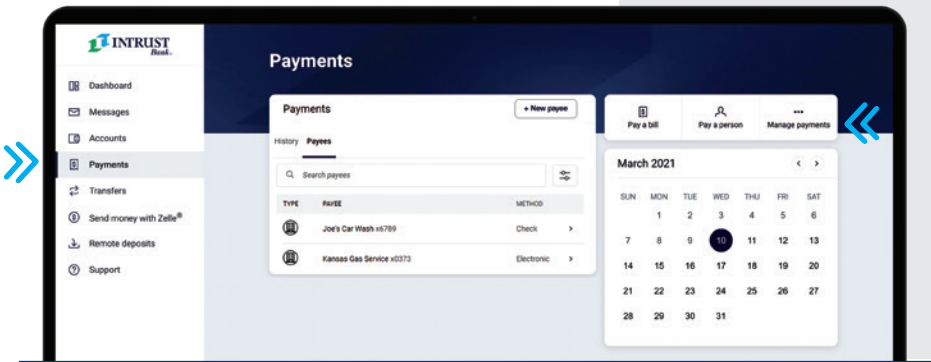 INTRUST
Bank
Dashboard
Messages
Accounts
Payments
Transfers
Send money with Zelle®
Remote deposits
Support
Payments
Payments
+ New payee
History Payees
Search payees
TYPE PAYEE METHOD
Joe's Car Wash x6789 Check
Kansas Gas Service x0373 Electronic
Pay a bill Pay a person Manage payments
March 2021
SUN MON TUE WED THU FRI SAT
1 2 3 4 5 6
7 8 9 10 11 12 13
14 15 16 17 18 19 20
21 22 23 24 25 26 27
28 29 30 31